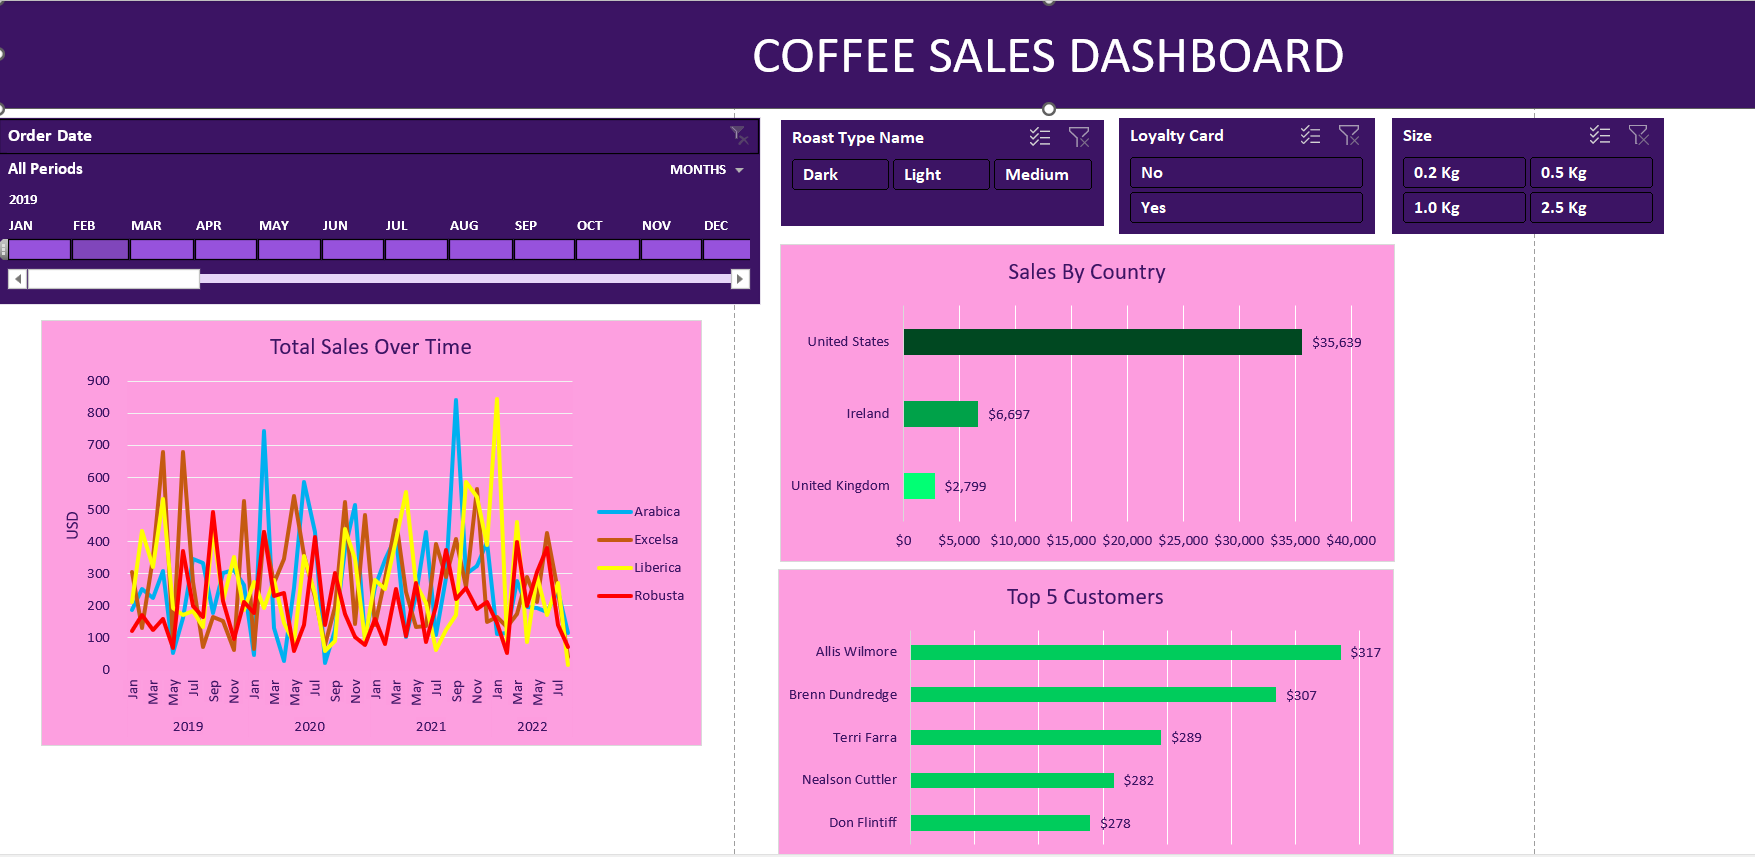 COFFEE SALES DASHBOARD
Order Date
All Periods
MONTHS
2019
JAN FEB MAR APR MAY JUN JUL AUG SEP OCT NOV DEC
Roast Type Name
Dark Light Medium
Loyalty Card
No
Yes
Size
0.2 Kg 0.5 Kg
1.0 Kg 2.5 Kg
Total Sales Over Time
900
800
700
600
500
400
300
200
100
0
USD
Jan Mar May Jul Sep Nov Jan Mar May Jul Sep Nov Jan Mar May Jul Sep Nov Jan Mar May Jul
2019 2020 2021 2022
Arabica
Excelsa
Liberica
Robusta
Sales By Country
United States $35,639
Ireland $6,697
United Kingdom $2,799
$0 $5,000 $10,000 $15,000 $20,000 $25,000 $30,000 $35,000 $40,000
Top 5 Customers
Allis Wilmore $317
Brenn Dundredge $307
Terri Farra $289
Nealson Cuttler $282
Don Flintiff $278